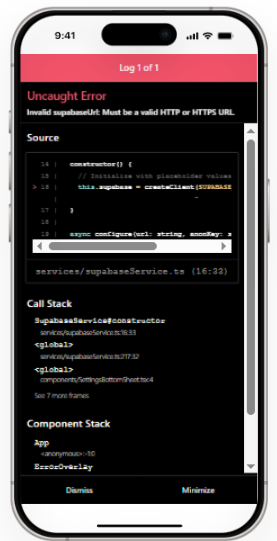 9:41
Log 1 of 1
Uncaught Error
Invalid supabaseUrl: Must be a valid HTTP or HTTPS URL.
Source
14 | constructor() {
15 | // Initialize with placeholder values
> 16 | this.supabase = createClient(SUPABASE
|
17 | }
18 |
19 | async configure(url: string, anonKey: s
services/supabaseService.ts (16:32)
Call Stack
SupabaseService#constructor
services/supabaseService.ts:16:33
<global>
services/supabaseService.ts:217:32
<global>
components/SettingsBottomSheet.tsx:4
See 7 more frames
Component Stack
App
<anonymous>:-1:0
ErrorOverlay
Dismiss
Minimize